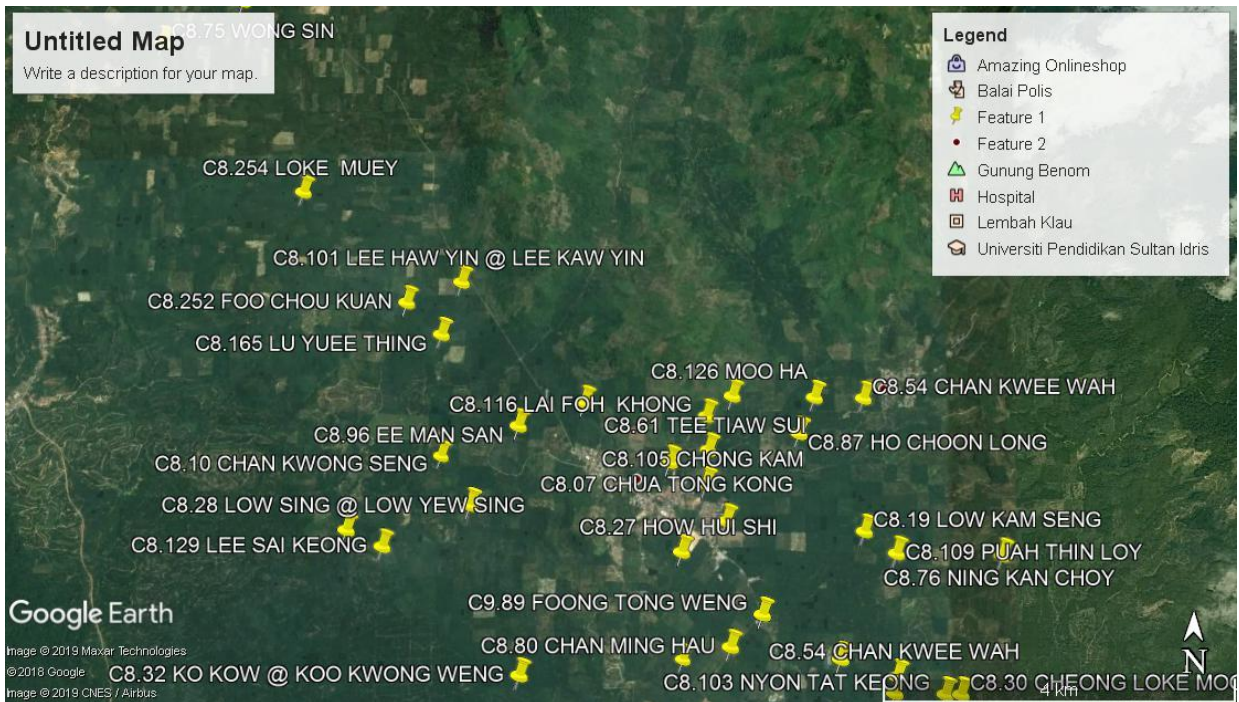 C8.75 WONG SIN
Untitled Map
Write a description for your map.
Legend
Amazing Onlineshop
Balai Polis
Feature 1
Feature 2
Gunung Benom
Hospital
Lembah Klau
Universiti Pendidikan Sultan Idris
C8.254 LOKE MUEY
C8.101 LEE HAW YIN @ LEE KAW YIN
C8.252 FOO CHOU KUAN
C8.165 LU YUEE THING
C8.126 MOO HA
C8.54 CHAN KWEE WAH
C8.116 LAI FOH KHONG
C8.61 TEE TIAW SUI
C8.96 EE MAN SAN
C8.87 HO CHOON LONG
C8.10 CHAN KWONG SENG
C8.105 CHONG KAM
C8.07 CHUA TONG KONG
C8.28 LOW SING @ LOW YEW SING
C8.27 HOW HUI SHI
C8.19 LOW KAM SENG
C8.129 LEE SAI KEONG
C8.109 PUAH THIN LOY
C8.76 NING KAN CHOY
C9.89 FOONG TONG WENG
Google Earth
C8.80 CHAN MING HAU
C8.54 CHAN KWEE WAH
Image © 2019 Maxar Technologies
©2018 Google
C8.32 KO KOW @ KOO KWONG WENG
C8.103 NYON TAT KEONG
C8.30 CHEONG LOKE MOO
Image © 2019 CNES / Airbus
4 km
N